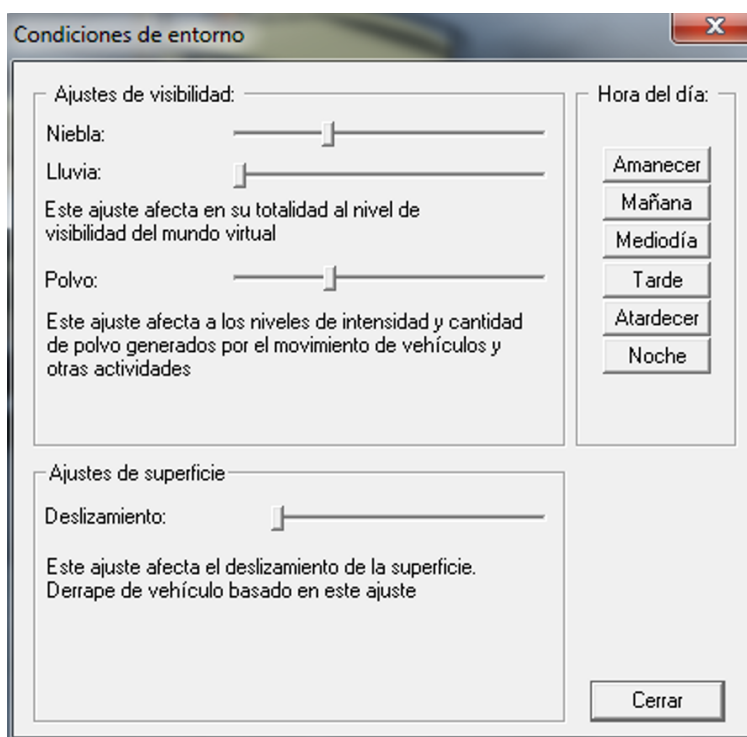 Condiciones de entorno
Ajustes de visibilidad:
Niebla:
Lluvia:
Este ajuste afecta en su totalidad al nivel de
visibilidad del mundo virtual
Polvo:
Este ajuste afecta a los niveles de intensidad y cantidad
de polvo generados por el movimiento de vehículos y
otras actividades
Hora del día:
Amanecer
Mañana
Mediodía
Tarde
Atardecer
Noche
Ajustes de superficie
Deslizamiento:
Este ajuste afecta el deslizamiento de la superficie.
Derrape de vehículo basado en este ajuste
Cerrar